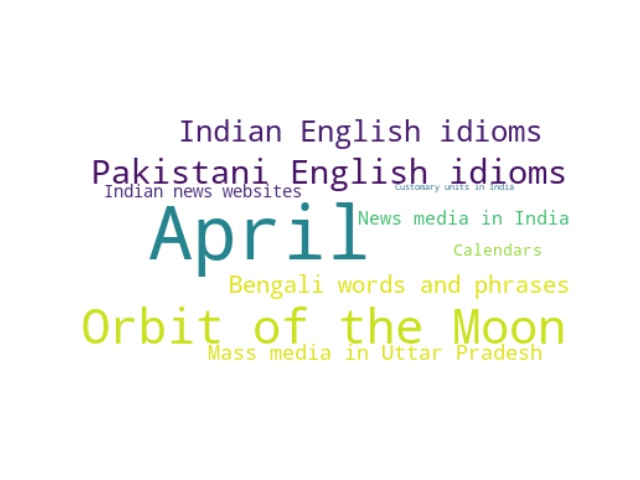 Indian English idioms
Pakistani English idioms
Indian news websites
Customary units in India
April
News media in India
Calendars
Bengali words and phrases
Orbit of the Moon
Mass media in Uttar Pradesh